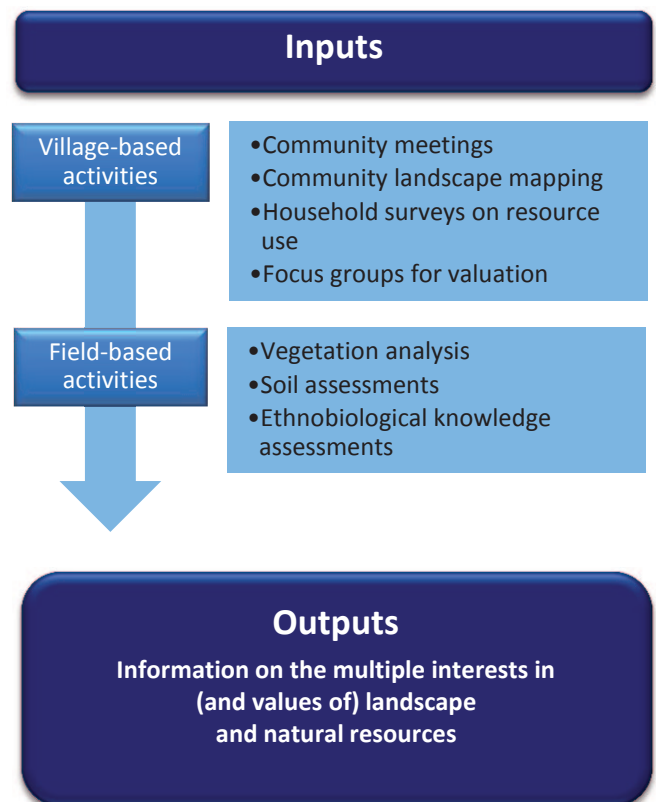 Inputs
Village-based
activities
•Community meetings
•Community landscape mapping
•Household surveys on resource
use
•Focus groups for valuation
Field-based
activities
•Vegetation analysis
•Soil assessments
•Ethnobiological knowledge
assessments
Outputs
Information on the multiple interests in
(and values of) landscape
and natural resources